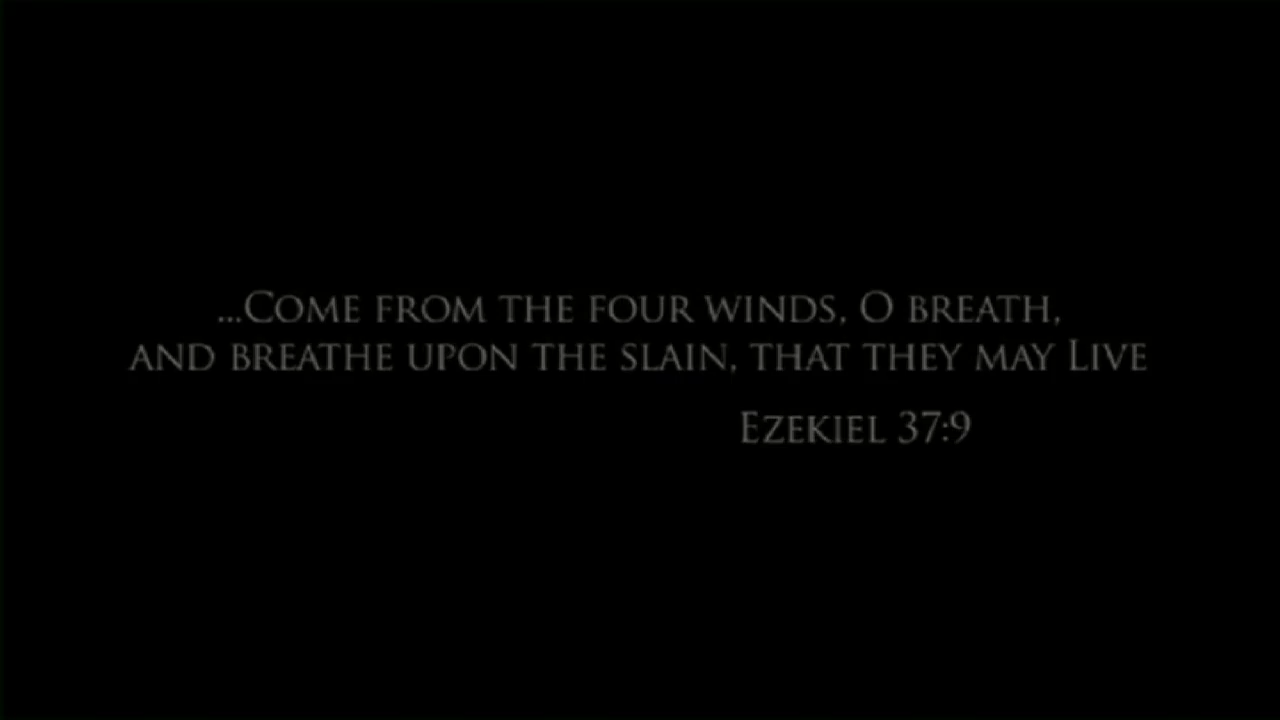 ...Come from the four winds, O breath,
and breathe upon the slain, that they may Live
Ezekiel 37:9